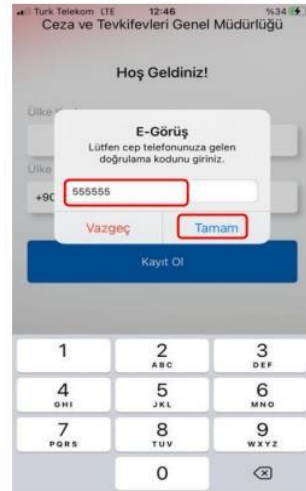 Turk Telekom LTE 12:46 %34
Ceza ve Tevkifevleri Genel Müdürlüğü
Hoş Geldiniz!
Ülke
E-Görüş
Lütfen cep telefonunuza gelen
doğrulama kodunu giriniz.
Ülke
+90
555555
Vazgeç Tamam
Kayıt Ol
1 2 3
ABC DEF
4 5 6
GHI JKL MNO
7 8 9
PQRS TUV WXYZ
0